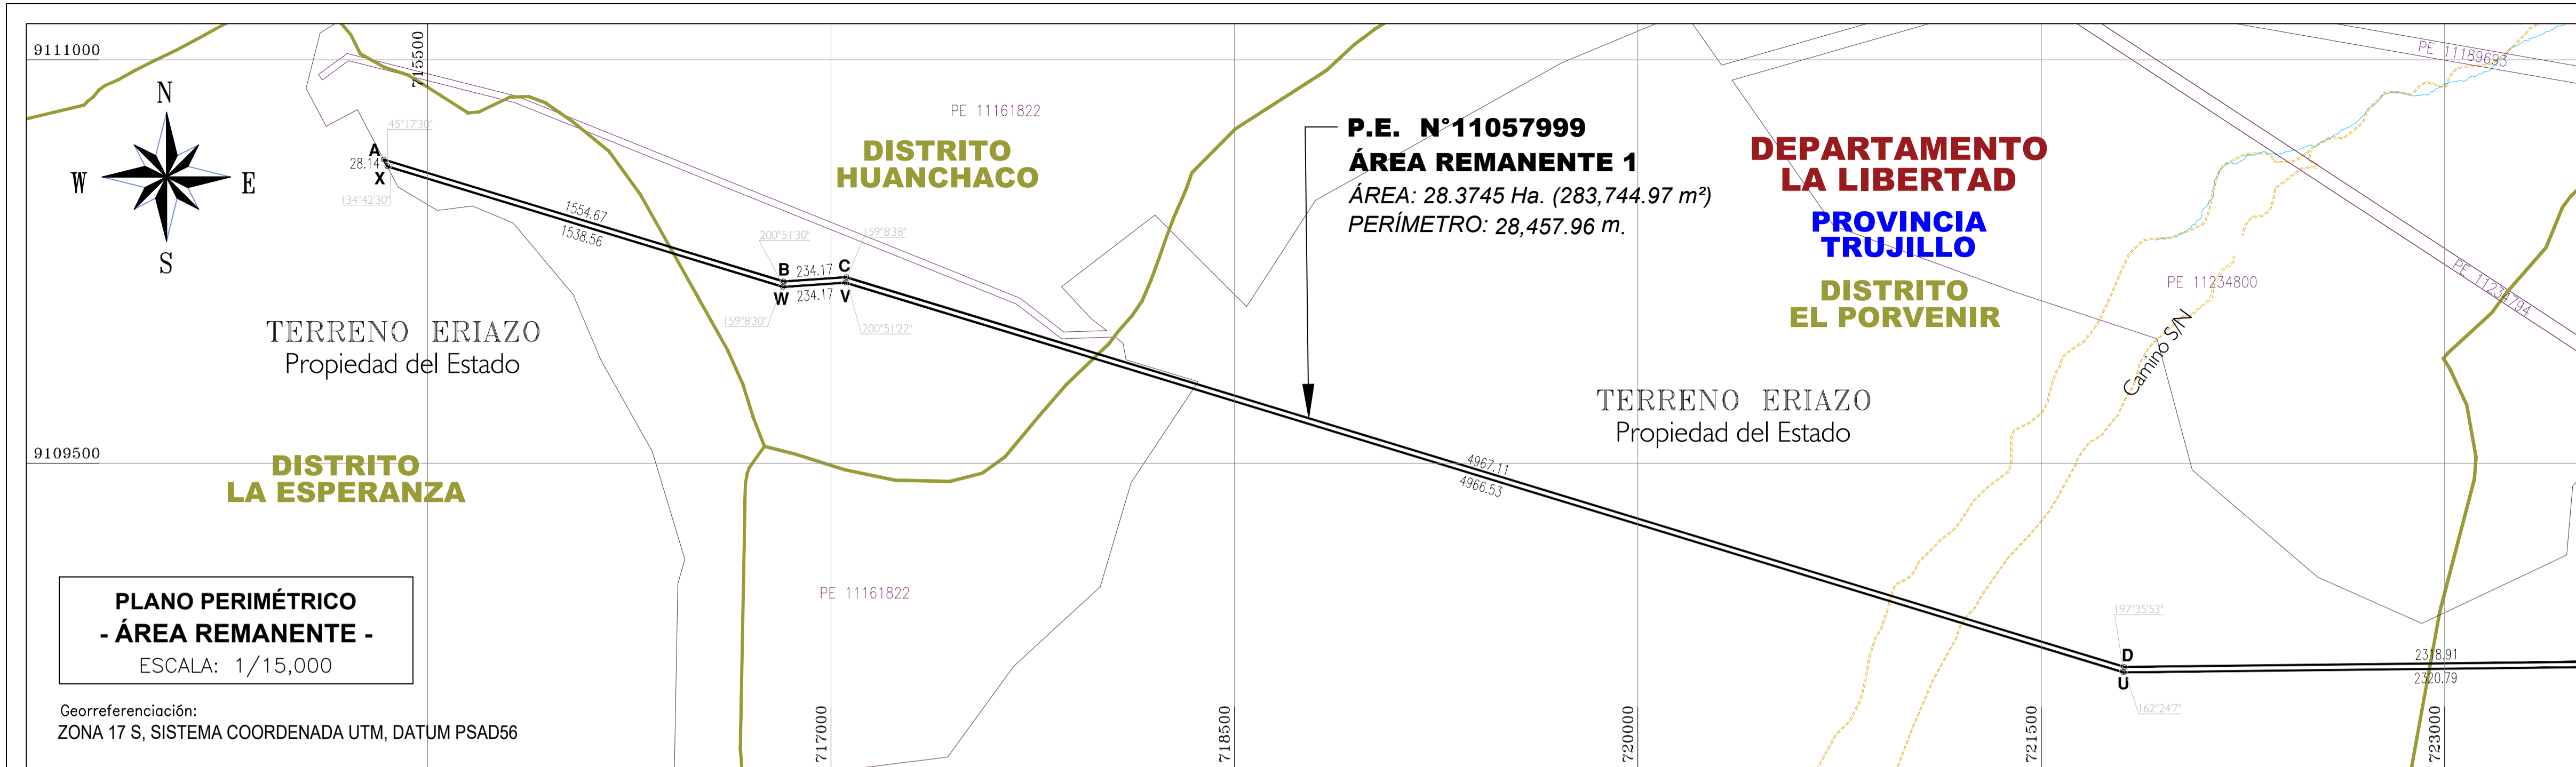 9111000
715500
N
W
E
S
45°17'30"
A
28.14
X
134°42'30"
1554.67
1538.56
200°51'30"
159°8'38"
B
234.17
C
W
234.17
V
159°8'30"
200°51'22"
PE 11161822
DISTRITO
HUANCHACO
P.E. N°11057999
ÁREA REMANENTE 1
ÁREA: 28.3745 Ha. (283,744.97 m²)
PERÍMETRO: 28,457.96 m.
DEPARTAMENTO
LA LIBERTAD
PROVINCIA
TRUJILLO
DISTRITO
EL PORVENIR
PE 11189693
PE 11234800
PE 11234794
Camino S/N
TERRENO ERIAZO
Propiedad del Estado
TERRENO ERIAZO
Propiedad del Estado
9109500
DISTRITO
LA ESPERANZA
4967.11
4966.53
PE 11161822
197°35'53"
D
U
162°24'7"
2318.91
2320.79
PLANO PERIMÉTRICO
- ÁREA REMANENTE -
ESCALA: 1/15,000
Georreferenciación:
ZONA 17 S, SISTEMA COORDENADA UTM, DATUM PSAD56
717000
718500
720000
721500
723000